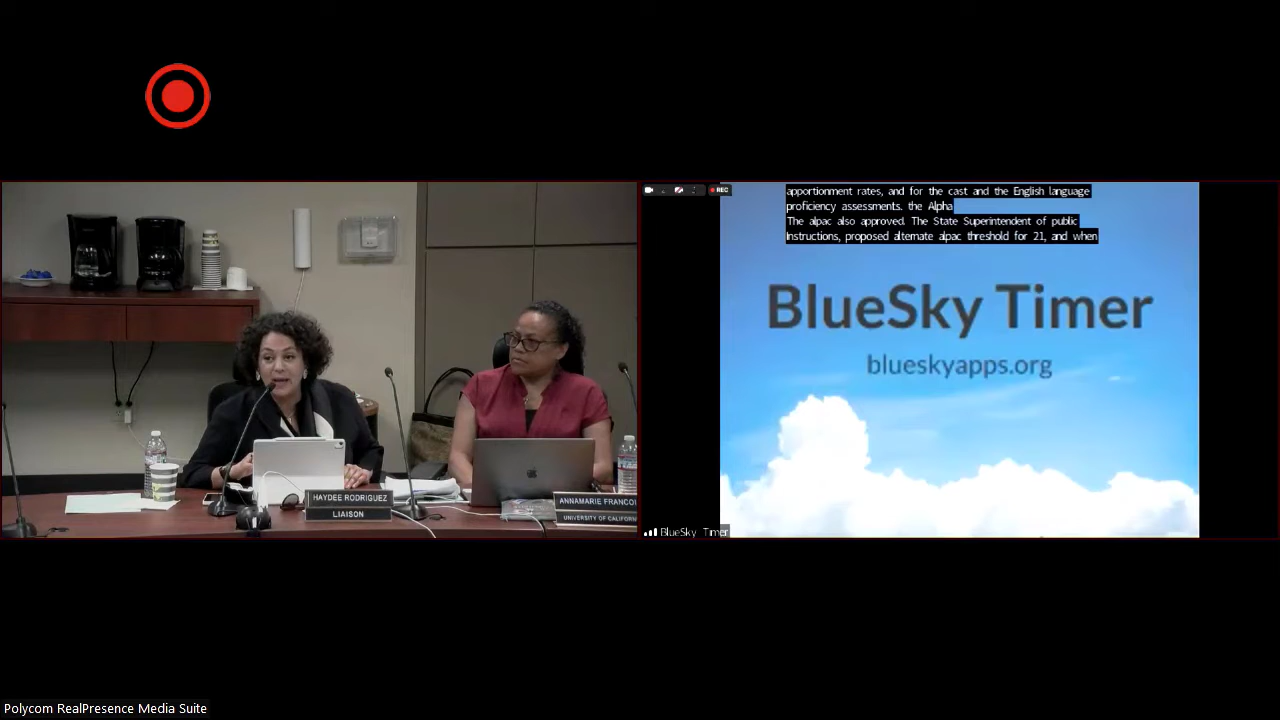 REC
apportionment rates, and for the cast and the English language
proficiency assessments. the Alpha
The alpac also approved. The State Superintendent of public
Instructions, proposed alternate alpac threshold for 21, and when
BlueSky Timer
blueskyapps.org
HAYDEE RODRIGUEZ
LIAISON
ANNAMARIE FRANCO
UNIVERSITY OF CALIFORN
BlueSky Timer
Polycom RealPresence Media Suite